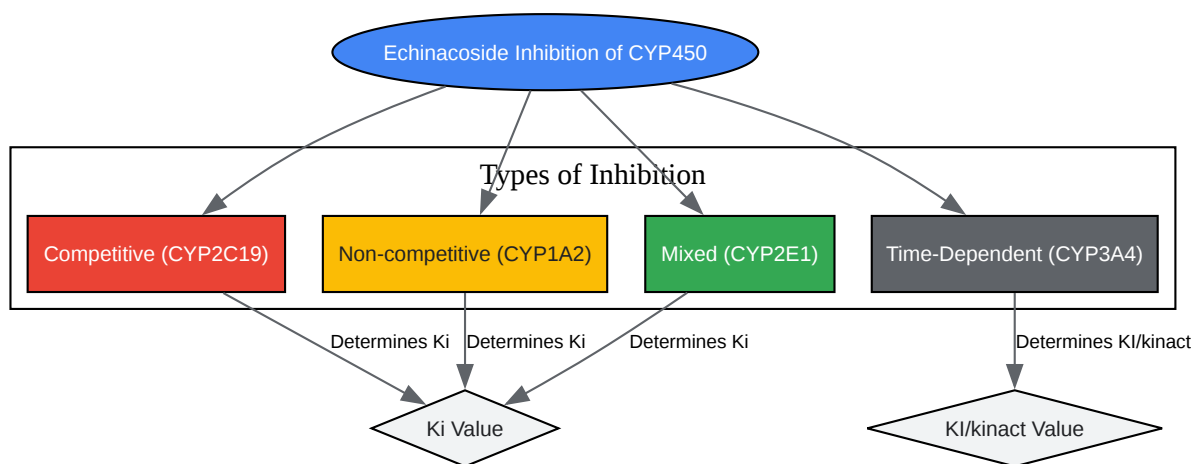 Echinacoside Inhibition of CYP450
Types of Inhibition
Competitive (CYP2C19)
Non-competitive (CYP1A2)
Mixed (CYP2E1)
Time-Dependent (CYP3A4)
Determines Ki
Determines Ki
Determines Ki
Determines KI/kinact
Ki Value
KI/kinact Value